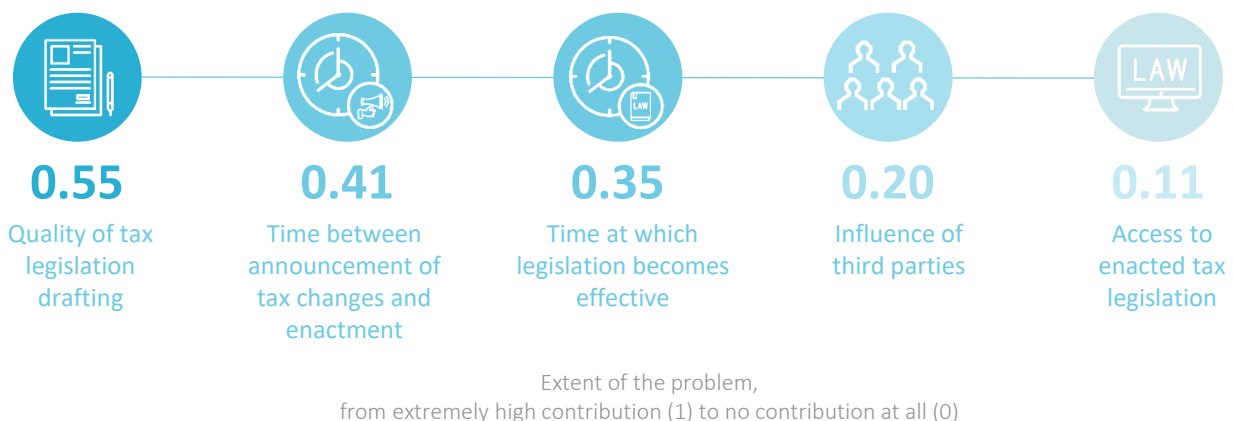 LAW
LAW
0.55
0.41
0.35
0.20
0.11
Quality of tax
legislation
drafting
Time between
announcement of
tax changes and
enactment
Time at which
legislation becomes
effective
Influence of
third parties
Access to
enacted tax
legislation
Extent of the problem,
from extremely high contribution (1) to no contribution at all (0)